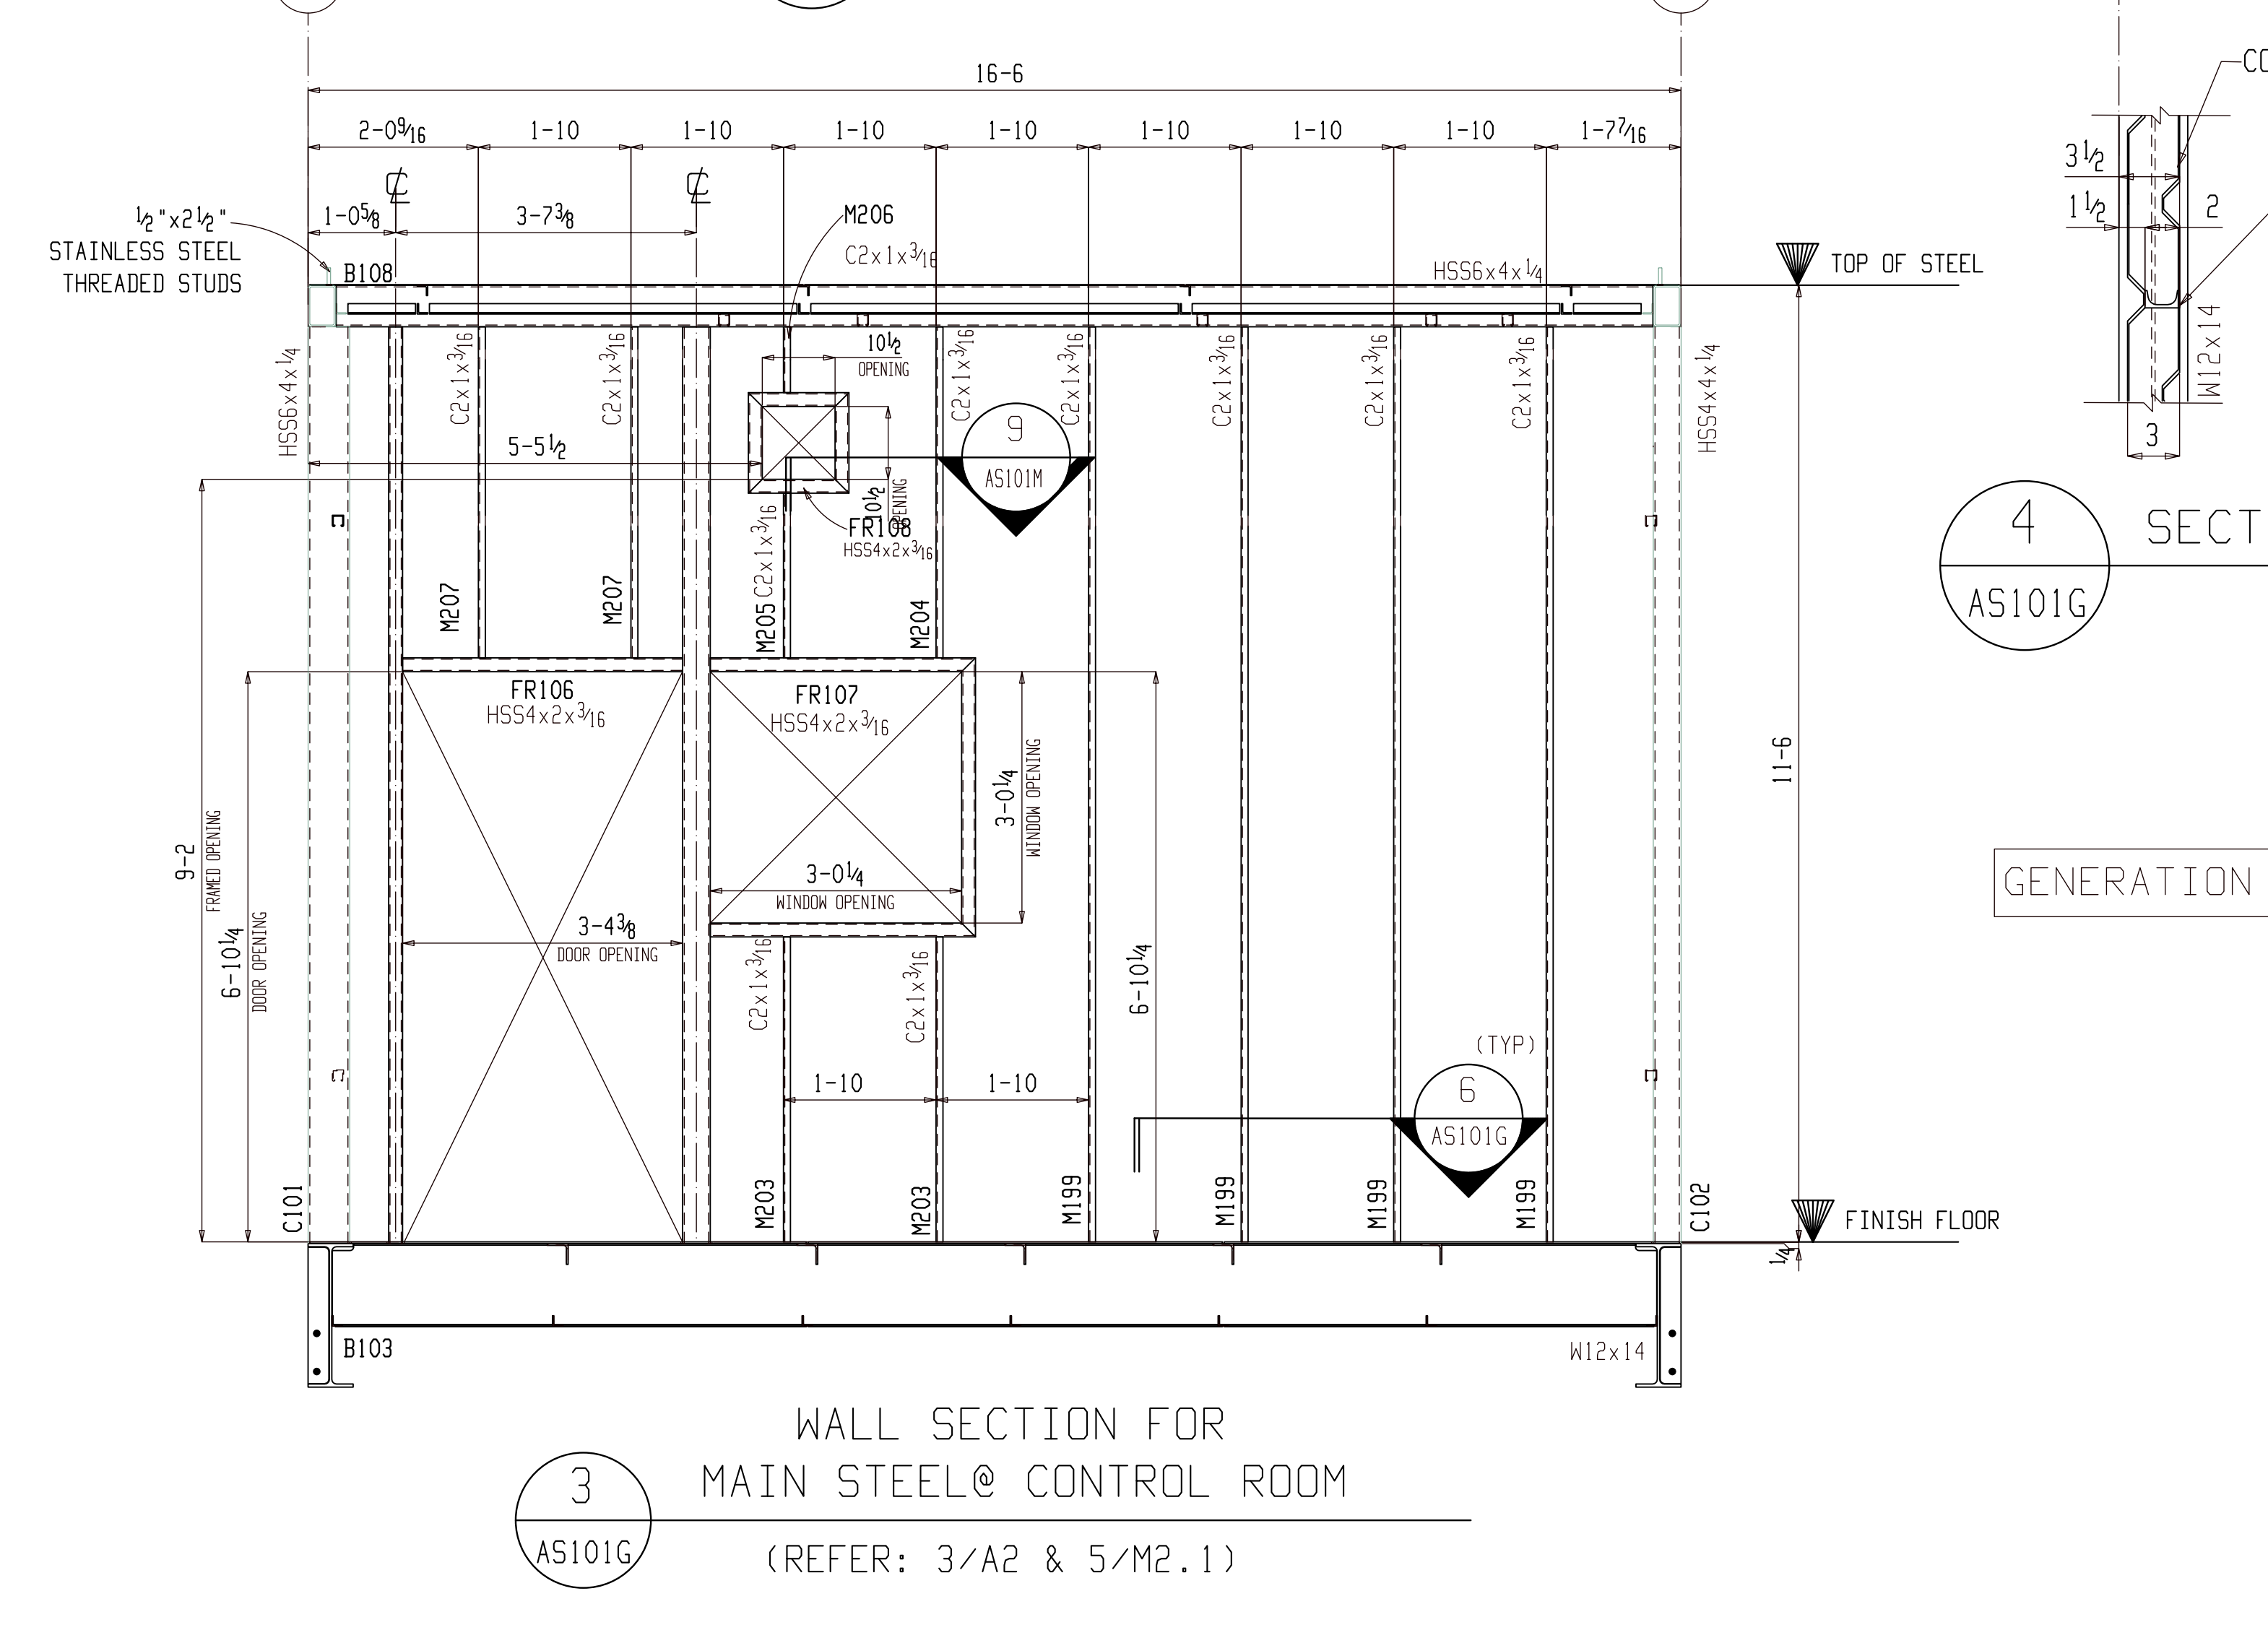 16-6
2-0 9/16
1-10
1-10
1-10
1-10
1-10
1-10
1-10
1-7 7/16
℄
℄
1-0 5/8
3-7 3/8
M206
C2x1x3/16
1/2"x2 1/2"
STAINLESS STEEL
THREADED STUDS
B108
HSS6x4x1/4
TOP OF STEEL
HSS6x4x1/4
C2x1x3/16
C2x1x3/16
10 1/2
OPENING
C2x1x3/16
C2x1x3/16
C2x1x3/16
C2x1x3/16
C2x1x3/16
HSS4x4x1/4
5-5 1/2
9
AS101M
10 1/2
OPENING
FR108
HSS4x2x3/16
C2x1x3/16
M207
M207
M205
M204
FR106
HSS4x2x3/16
FR107
HSS4x2x3/16
3-0 1/4
WINDOW OPENING
3-0 1/4
WINDOW OPENING
11-6
9-2
FRAMED OPENING
6-10 1/4
DOOR OPENING
3-4 3/8
DOOR OPENING
C2x1x3/16
C2x1x3/16
6-10 1/4
(TYP)
1-10
1-10
6
AS101G
C101
M203
M203
M199
M199
M199
M199
C102
FINISH FLOOR
1/4
B103
W12x14
WALL SECTION FOR
MAIN STEEL@ CONTROL ROOM
3
AS101G
(REFER: 3/A2 & 5/M2.1)
3 1/2
1 1/2
2
W12x14
3
4
AS101G
SECT
GENERATION